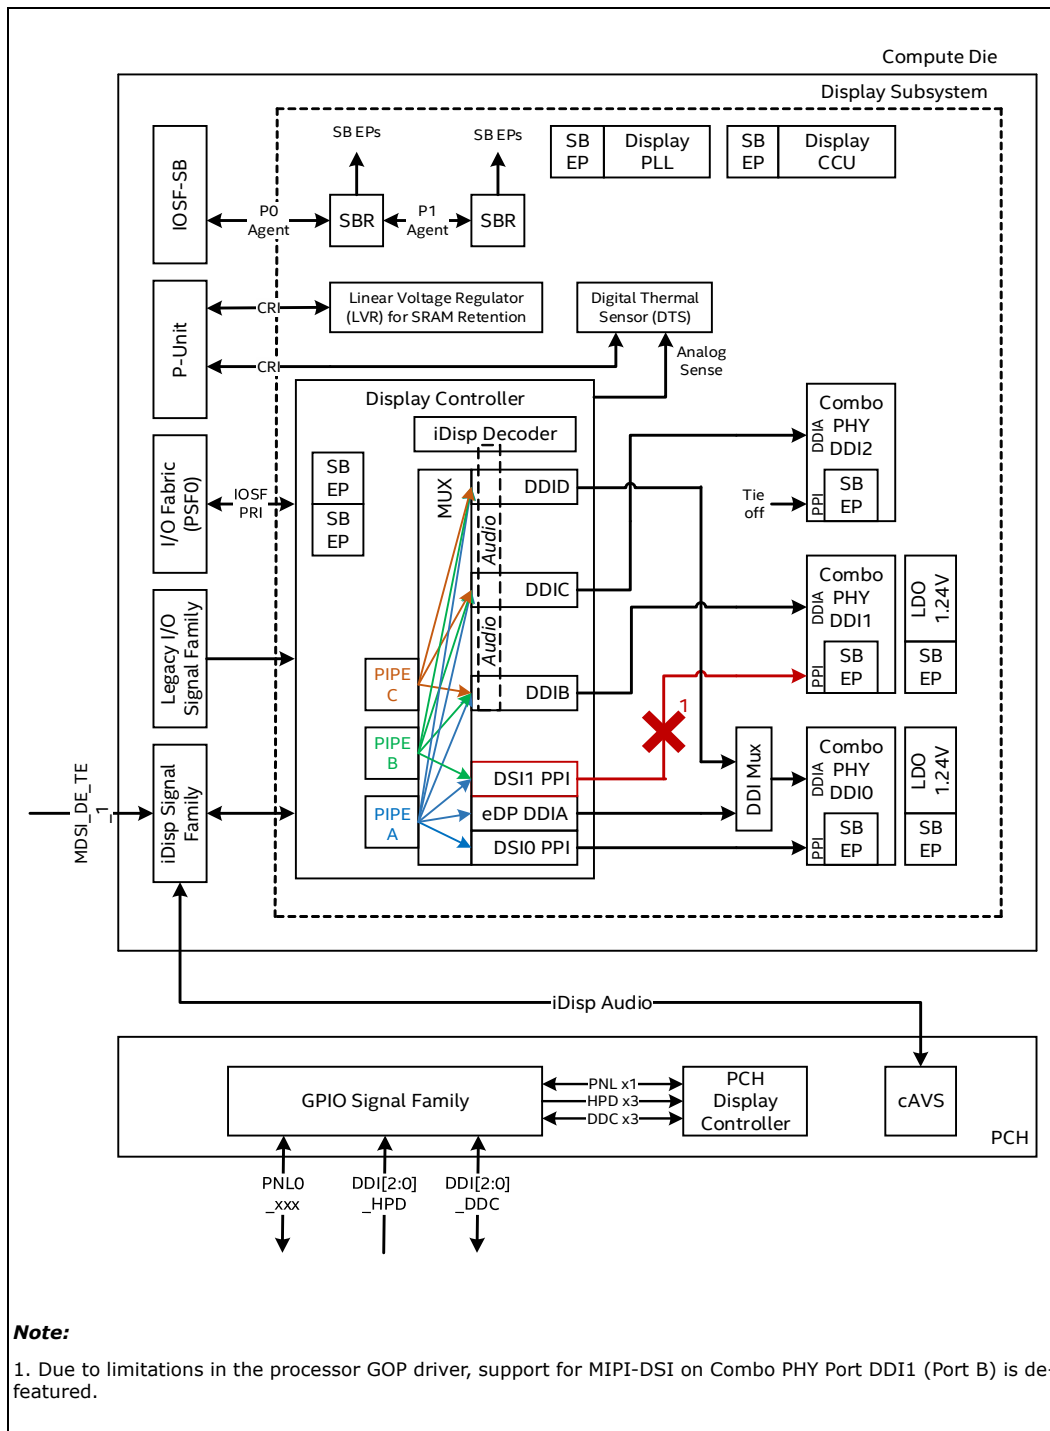 Compute Die
Display Subsystem
IOSF-SB
P0
Agent
SB EPs
SBR
P1
Agent
SB EPs
SBR
SB
EP
Display
PLL
SB
EP
Display
CCU
P-Unit
CRI
Linear Voltage Regulator
(LVR) for SRAM Retention
Digital Thermal
Sensor (DTS)
CRI
Analog
Sense
I/O Fabric
(PSF0)
IOSF
PRI
Legacy I/O
Signal Family
MDSI_DE_TE
_1
iDisp Signal
Family
Display Controller
iDisp Decoder
SB
EP
SB
EP
MUX
Audio
Audio
PIPE
C
PIPE
B
PIPE
A
DDID
DDIC
DDIB
DSI1 PPI
eDP DDIA
DSI0 PPI
1
DDI Mux
Combo
PHY
DDI2
DDIA
Tie
off
PPI
SB
EP
Combo
PHY
DDI1
DDIA
PPI
SB
EP
LDO
1.24V
SB
EP
Combo
PHY
DDI0
DDIA
PPI
SB
EP
LDO
1.24V
SB
EP
iDisp Audio
GPIO Signal Family
PNL x1
HPD x3
DDC x3
PCH
Display
Controller
cAVS
PCH
PNL0
_xxx
DDI[2:0]
_HPD
DDI[2:0]
_DDC
Note:
1. Due to limitations in the processor GOP driver, support for MIPI-DSI on Combo PHY Port DDI1 (Port B) is de-
featured.